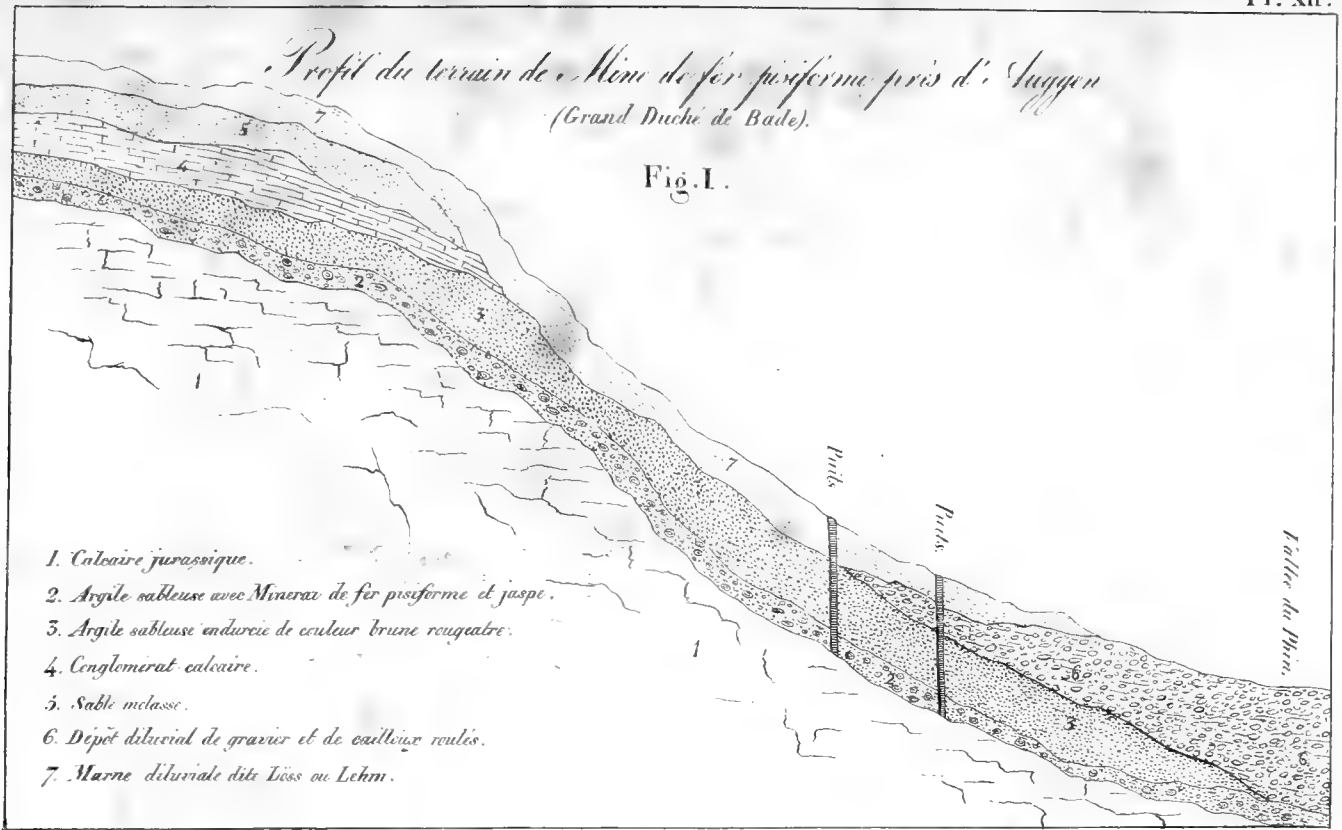 Pl. XII.
Profil du terrain de Mine de fer pisiforme près d'Auggen
(Grand Duché de Bade).
Fig. I.
7
5
4
2
3
1
7
Puits
Puits
Vallée du Rhin.
6
1
2
3
6
1. Calcaire jurassique.
2. Argile sableuse avec Minerai de fer pisiforme et jaspe.
3. Argile sableuse endurcie de couleur brune rougeatre.
4. Conglomerat calcaire.
5. Sable molasse.
6. Dépôt diluvial de gravier et de cailloux roulés.
7. Marne diluviale dite Löss ou Lehm.